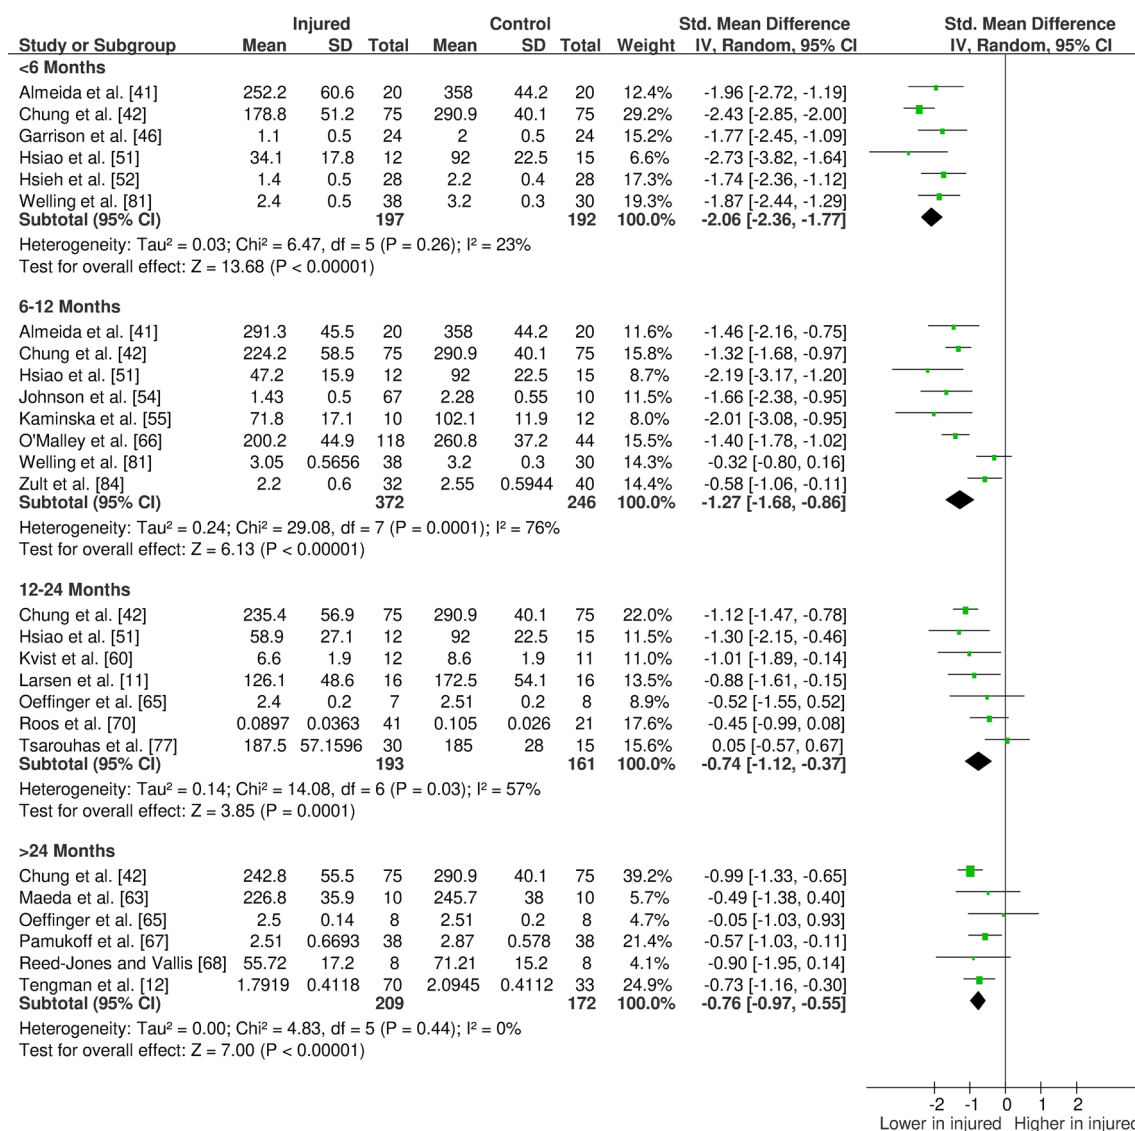 Injured Control Std. Mean Difference Std. Mean Difference
Study or Subgroup Mean SD Total Mean SD Total Weight IV, Random, 95% CI IV, Random, 95% CI
<6 Months
Almeida et al. [41] 252.2 60.6 20 358 44.2 20 12.4% -1.96 [-2.72, -1.19]
Chung et al. [42] 178.8 51.2 75 290.9 40.1 75 29.2% -2.43 [-2.85, -2.00]
Garrison et al. [46] 1.1 0.5 24 2 0.5 24 15.2% -1.77 [-2.45, -1.09]
Hsiao et al. [51] 34.1 17.8 12 92 22.5 15 6.6% -2.73 [-3.82, -1.64]
Hsieh et al. [52] 1.4 0.5 28 2.2 0.4 28 17.3% -1.74 [-2.36, -1.12]
Welling et al. [81] 2.4 0.5 38 3.2 0.3 30 19.3% -1.87 [-2.44, -1.29]
Subtotal (95% CI) 197 192 100.0% -2.06 [-2.36, -1.77]
Heterogeneity: Tau² = 0.03; Chi² = 6.47, df = 5 (P = 0.26); I² = 23%
Test for overall effect: Z = 13.68 (P < 0.00001)
6-12 Months
Almeida et al. [41] 291.3 45.5 20 358 44.2 20 11.6% -1.46 [-2.16, -0.75]
Chung et al. [42] 224.2 58.5 75 290.9 40.1 75 15.8% -1.32 [-1.68, -0.97]
Hsiao et al. [51] 47.2 15.9 12 92 22.5 15 8.7% -2.19 [-3.17, -1.20]
Johnson et al. [54] 1.43 0.5 67 2.28 0.55 10 11.5% -1.66 [-2.38, -0.95]
Kaminska et al. [55] 71.8 17.1 10 102.1 11.9 12 8.0% -2.01 [-3.08, -0.95]
O'Malley et al. [66] 200.2 44.9 118 260.8 37.2 44 15.5% -1.40 [-1.78, -1.02]
Welling et al. [81] 3.05 0.5656 38 3.2 0.3 30 14.3% -0.32 [-0.80, 0.16]
Zult et al. [84] 2.2 0.6 32 2.55 0.5944 40 14.4% -0.58 [-1.06, -0.11]
Subtotal (95% CI) 372 246 100.0% -1.27 [-1.68, -0.86]
Heterogeneity: Tau² = 0.24; Chi² = 29.08, df = 7 (P = 0.0001); I² = 76%
Test for overall effect: Z = 6.13 (P < 0.00001)
12-24 Months
Chung et al. [42] 235.4 56.9 75 290.9 40.1 75 22.0% -1.12 [-1.47, -0.78]
Hsiao et al. [51] 58.9 27.1 12 92 22.5 15 11.5% -1.30 [-2.15, -0.46]
Kvist et al. [60] 6.6 1.9 12 8.6 1.9 11 11.0% -1.01 [-1.89, -0.14]
Larsen et al. [11] 126.1 48.6 16 172.5 54.1 16 13.5% -0.88 [-1.61, -0.15]
Oeffinger et al. [65] 2.4 0.2 7 2.51 0.2 8 8.9% -0.52 [-1.55, 0.52]
Roos et al. [70] 0.0897 0.0363 41 0.105 0.026 21 17.6% -0.45 [-0.99, 0.08]
Tsarouhas et al. [77] 187.5 57.1596 30 185 28 15 15.6% 0.05 [-0.57, 0.67]
Subtotal (95% CI) 193 161 100.0% -0.74 [-1.12, -0.37]
Heterogeneity: Tau² = 0.14; Chi² = 14.08, df = 6 (P = 0.03); I² = 57%
Test for overall effect: Z = 3.85 (P = 0.0001)
>24 Months
Chung et al. [42] 242.8 55.5 75 290.9 40.1 75 39.2% -0.99 [-1.33, -0.65]
Maeda et al. [63] 226.8 35.9 10 245.7 38 10 5.7% -0.49 [-1.38, 0.40]
Oeffinger et al. [65] 2.5 0.14 8 2.51 0.2 8 4.7% -0.05 [-1.03, 0.93]
Pamukoff et al. [67] 2.51 0.6693 38 2.87 0.578 38 21.4% -0.57 [-1.03, -0.11]
Reed-Jones and Vallis [68] 55.72 17.2 8 71.21 15.2 8 4.1% -0.90 [-1.95, 0.14]
Tengman et al. [12] 1.7919 0.4118 70 2.0945 0.4112 33 24.9% -0.73 [-1.16, -0.30]
Subtotal (95% CI) 209 172 100.0% -0.76 [-0.97, -0.55]
Heterogeneity: Tau² = 0.00; Chi² = 4.83, df = 5 (P = 0.44); I² = 0%
Test for overall effect: Z = 7.00 (P < 0.00001)
-2 -1 0 1 2
Lower in injured Higher in injured